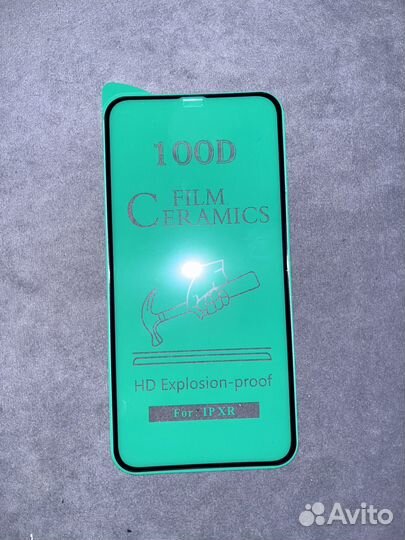 100D
FILM
CERAMICS
HD Explosion-proof
For: IP XR
Avito